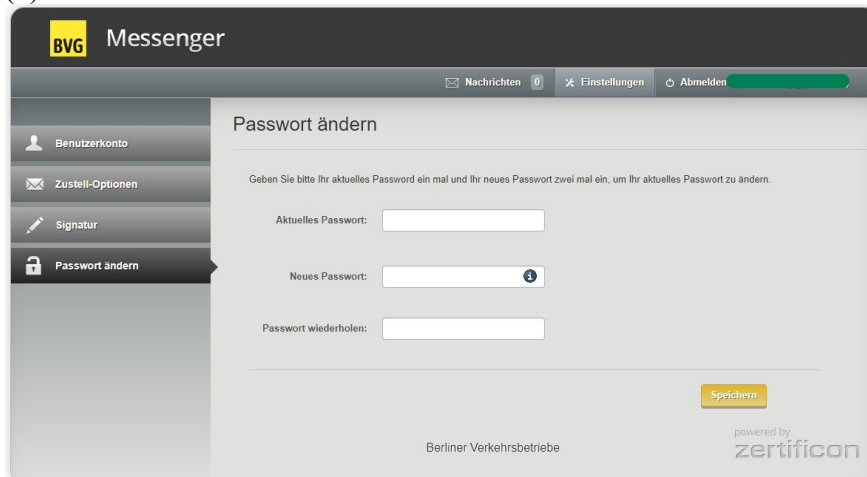 BVG Messenger
Nachrichten 0 Einstellungen Abmelden
Passwort ändern
Benutzerkonto
Zustell-Optionen
Signatur
Passwort ändern
Geben Sie bitte Ihr aktuelles Password ein mal und Ihr neues Passwort zwei mal ein, um Ihr aktuelles Passwort zu ändern.
Aktuelles Passwort:
Neues Passwort:
Passwort wiederholen:
Speichern
Berliner Verkehrsbetriebe
powered by
zertificon